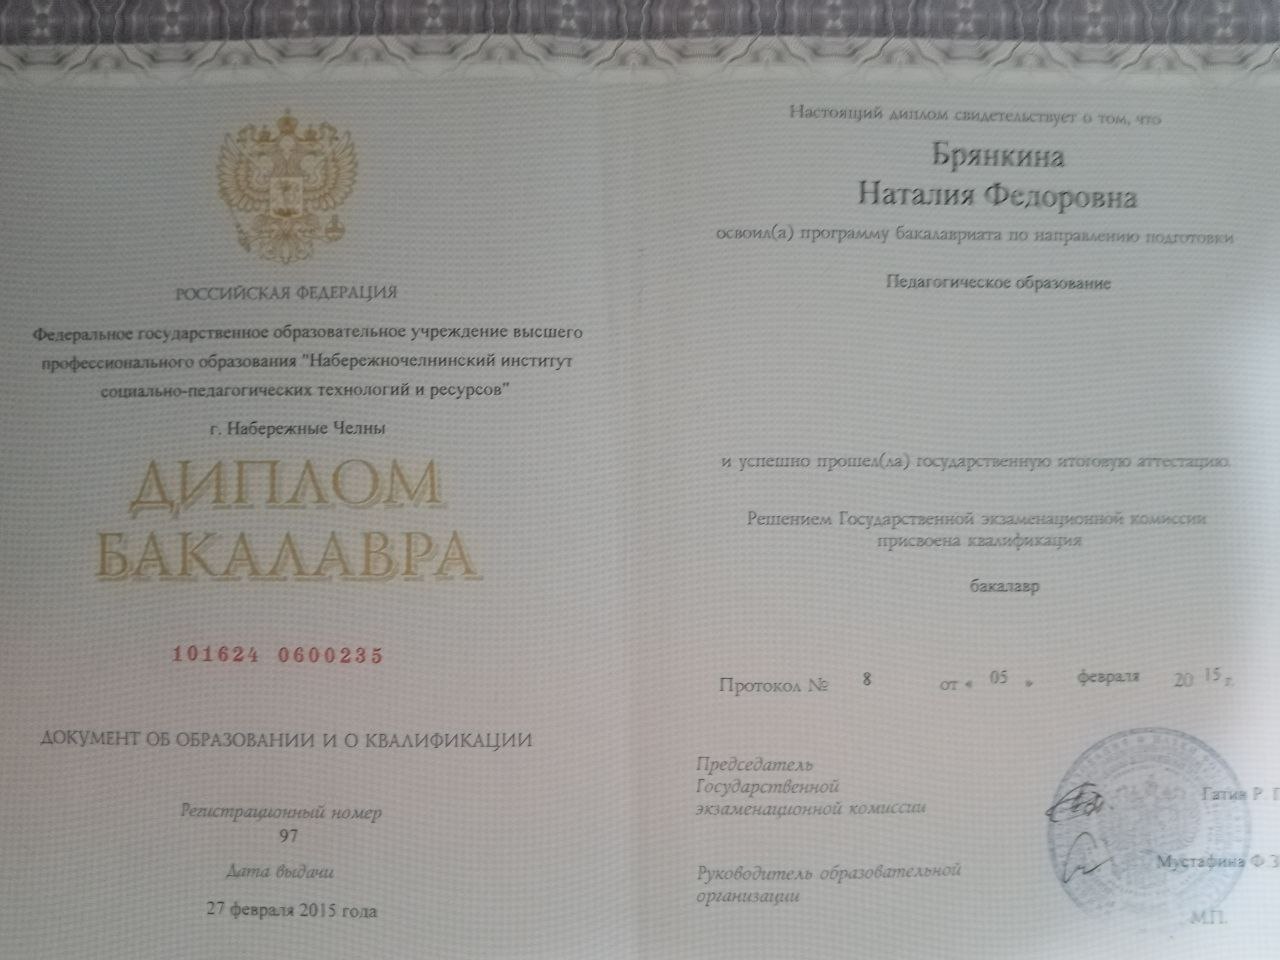 РОССИЙСКАЯ ФЕДЕРАЦИЯ
Федеральное государственное образовательное учреждение высшего
профессионального образования "Набережночелнинский институт
социально-педагогических технологий и ресурсов"
г. Набережные Челны
ДИПЛОМ
БАКАЛАВРА
101624 0600235
ДОКУМЕНТ ОБ ОБРАЗОВАНИИ И О КВАЛИФИКАЦИИ
Регистрационный номер
97
Дата выдачи
27 февраля 2015 года
Настоящий диплом свидетельствует о том, что
Брянкина
Наталия Федоровна
освоил(а) программу бакалавриата по направлению подготовки
Педагогическое образование
и успешно прошел(ла) государственную итоговую аттестацию.
Решением Государственной экзаменационной комиссии
присвоена квалификация
бакалавр
Протокол № 8 от « 05 » февраля 2015 г.
Председатель
Государственной
экзаменационной комиссии
Гатин Р. Г
Руководитель образовательной
организации
Мустафина Ф З
М.П.